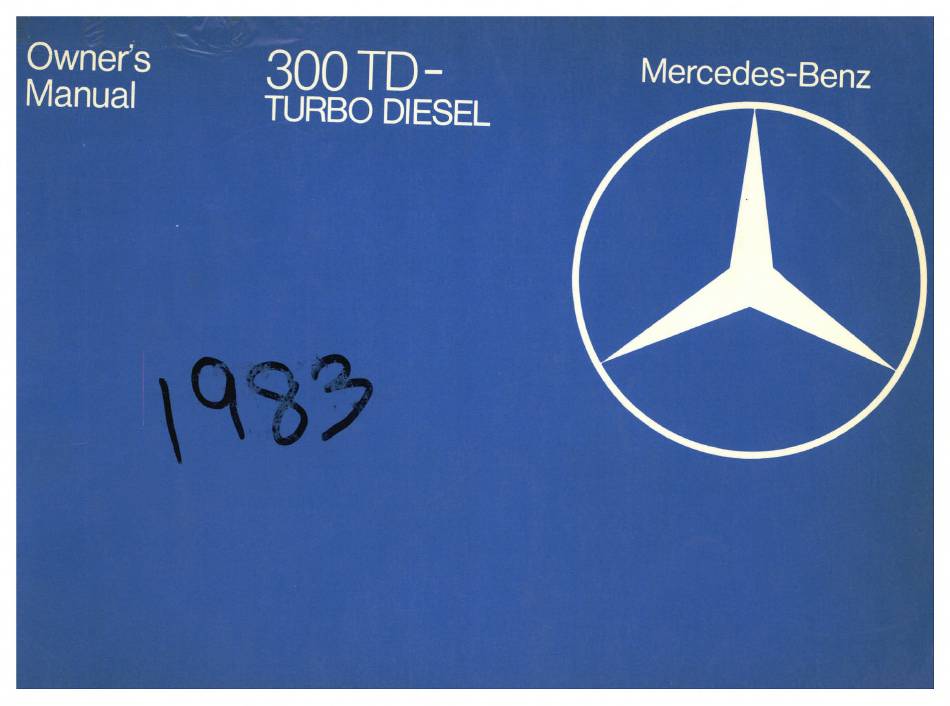 Owner's
Manual
300 TD-
TURBO DIESEL
Mercedes-Benz
1983